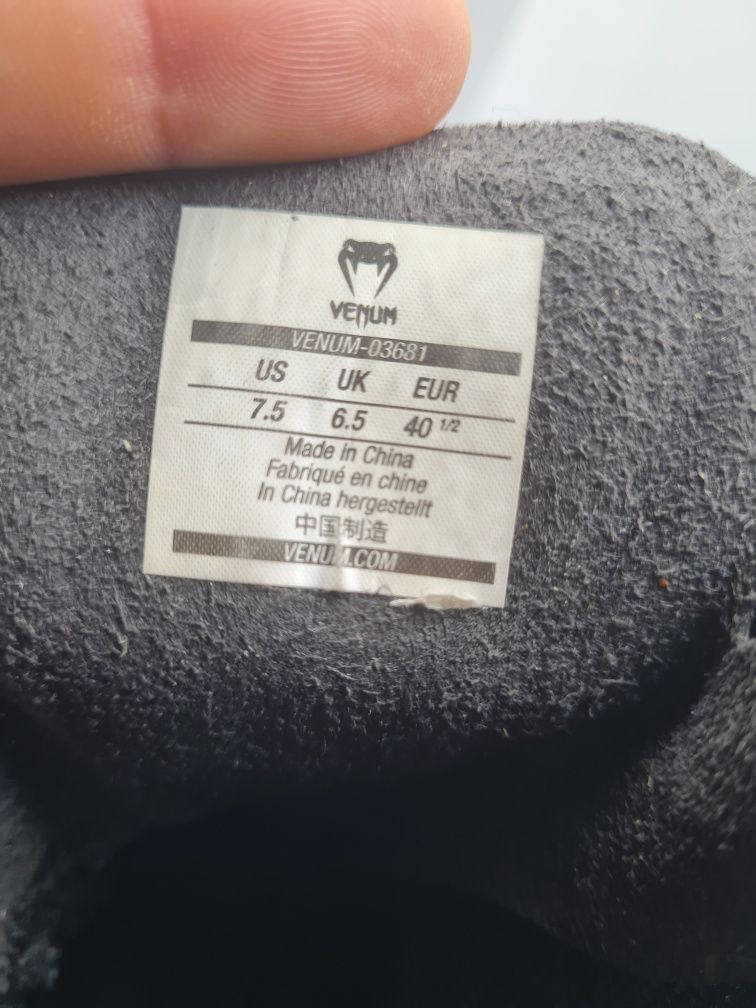 VENUM
VENUM-03681
US UK EUR
7.5 6.5 40 1/2
Made in China
Fabriqué en chine
In China hergestellt
中国制造
VENUM.COM